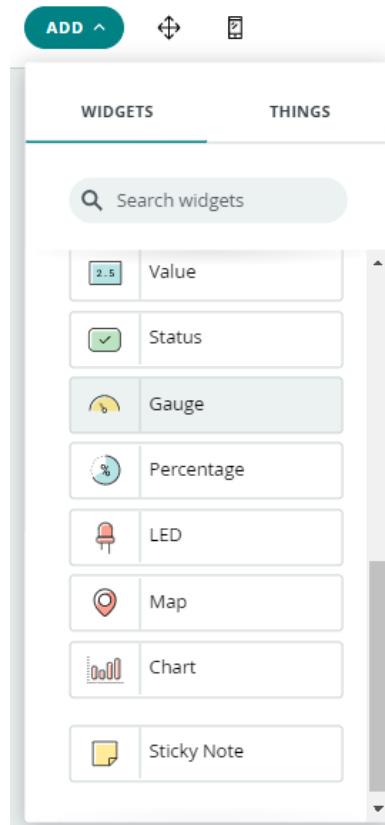 ADD
WIDGETS THINGS
Search widgets
2.5 Value
Status
Gauge
% Percentage
LED
Map
Chart
Sticky Note